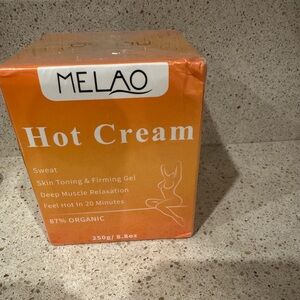 MELAO
Hot Cream
Sweat
Skin Toning & Firming Gel
Deep Muscle Relaxation
Feel Hot In 20 Minutes
87% ORGANIC
250g/ 8.8oz